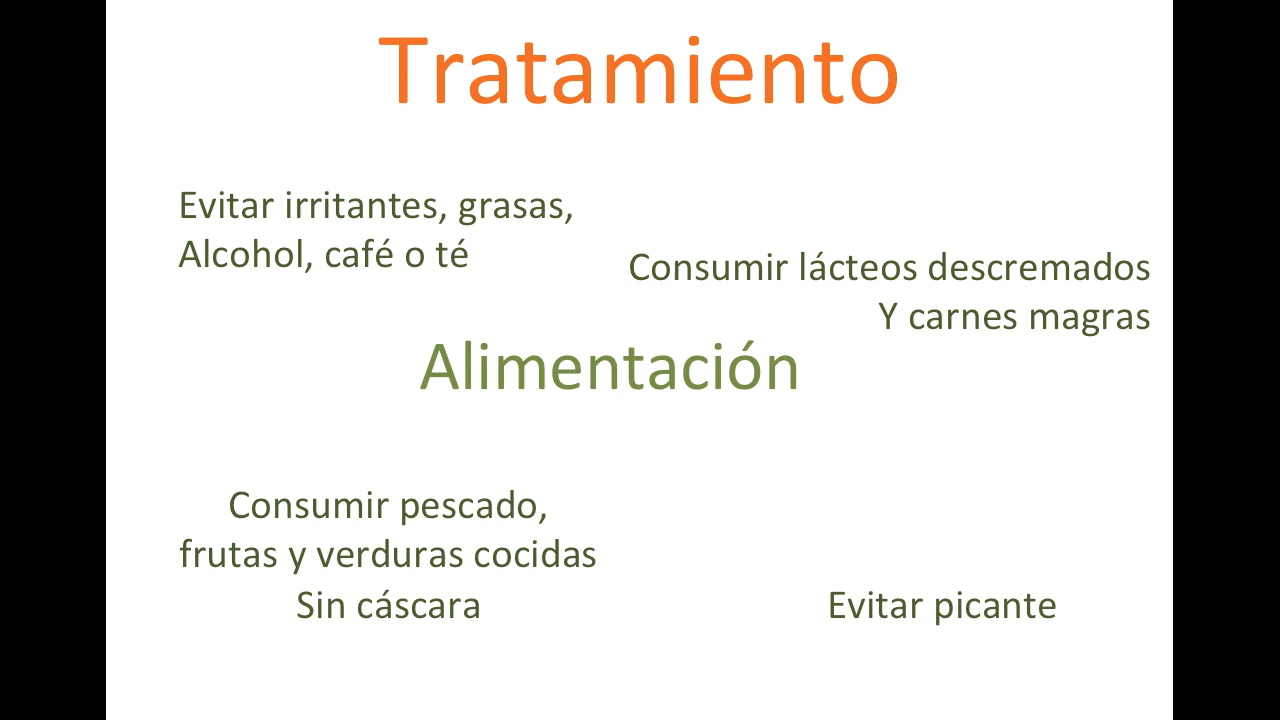 Tratamiento
Evitar irritantes, grasas,
Alcohol, café o té
Consumir lácteos descremados
Y carnes magras
Alimentación
Consumir pescado,
frutas y verduras cocidas
Sin cáscara
Evitar picante